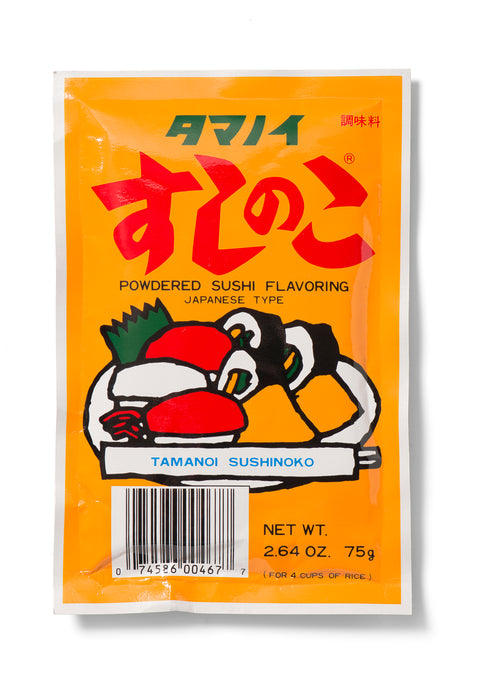 タマノイ
調味料
すしのこ®
POWDERED SUSHI FLAVORING
JAPANESE TYPE
TAMANOI SUSHINOKO
NET WT.
2.64 OZ. 75g
(FOR 4 CUPS OF RICE)
0 74586 00467 7